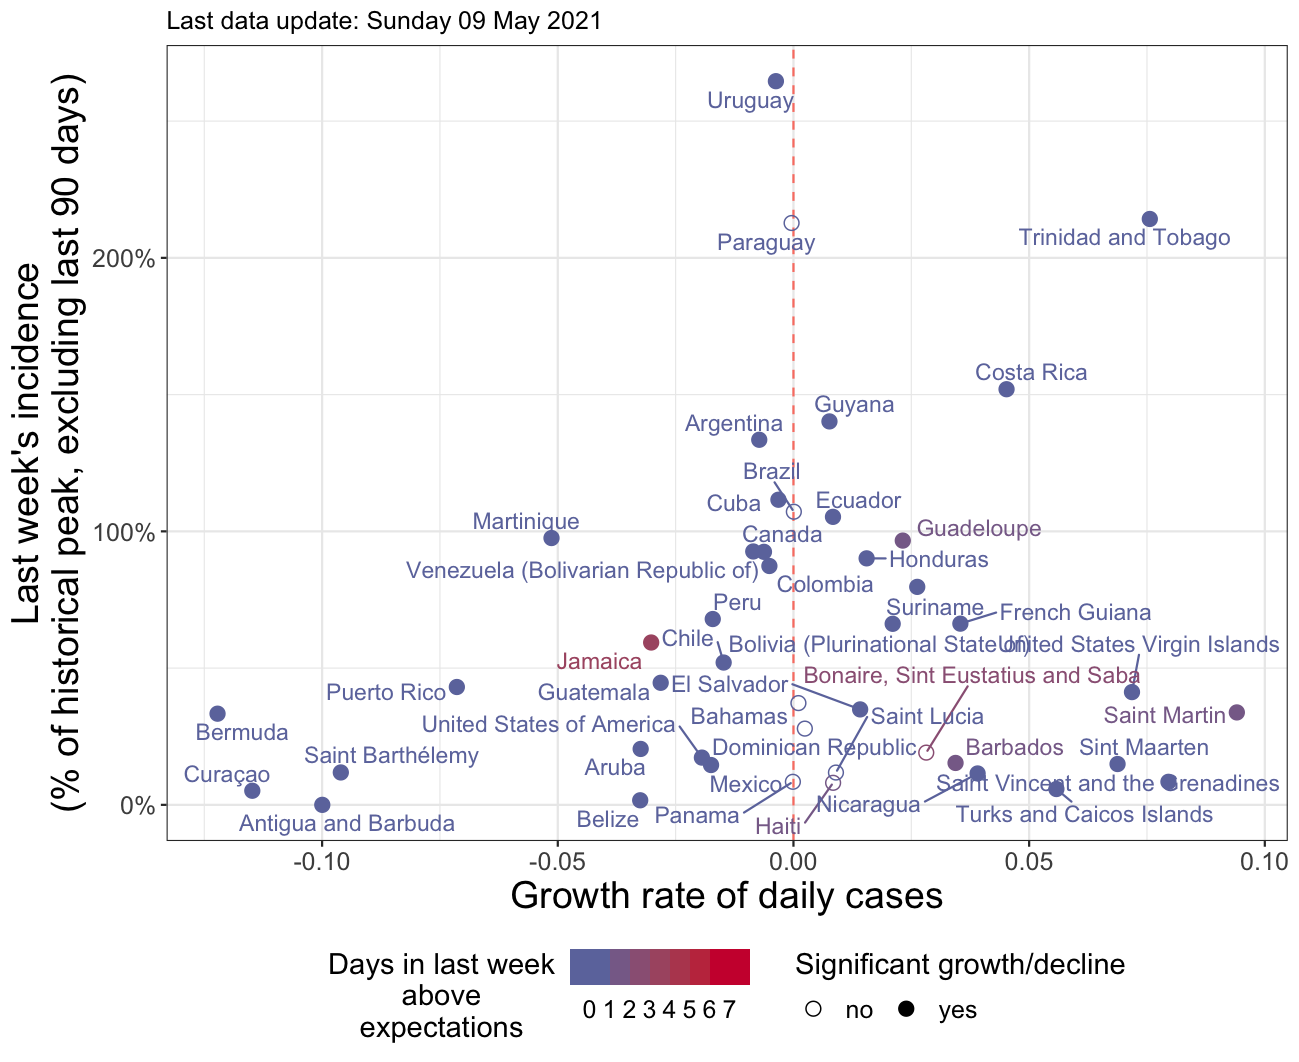 Last data update: Sunday 09 May 2021
Last week's incidence
(% of historical peak, excluding last 90 days)
200%
100%
0%
Uruguay
Paraguay
Trinidad and Tobago
Costa Rica
Guyana
Argentina
Brazil
Cuba
Ecuador
Martinique
Canada
Guadeloupe
Venezuela (Bolivarian Republic of)
Honduras
Colombia
Peru
Suriname
French Guiana
Chile
Bolivia (Plurinational State of)
United States Virgin Islands
Jamaica
Bonaire, Sint Eustatius and Saba
Puerto Rico
Guatemala
El Salvador
Bermuda
United States of America
Bahamas
Saint Lucia
Saint Martin
Saint Barthélemy
Dominican Republic
Barbados
Sint Maarten
Curaçao
Aruba
Mexico
Saint Vincent and the Grenadines
Antigua and Barbuda
Belize
Panama
Haiti
Nicaragua
Turks and Caicos Islands
-0.10
-0.05
0.00
0.05
0.10
Growth rate of daily cases
Days in last week
above
expectations
0 1 2 3 4 5 6 7
Significant growth/decline
no
yes